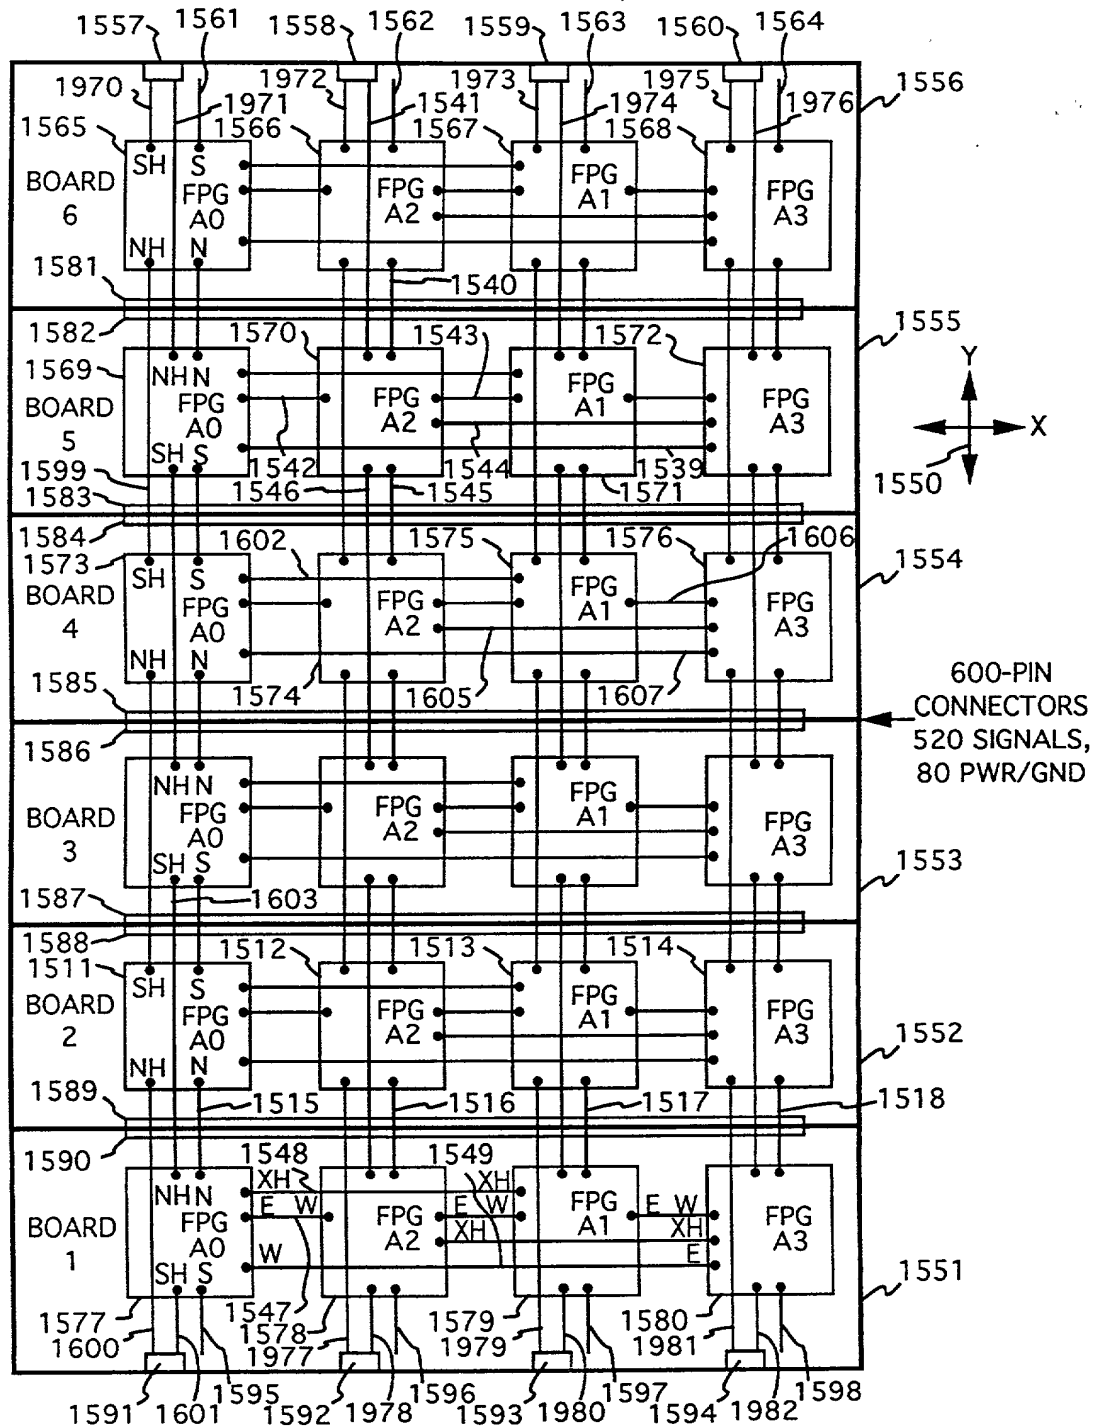 1557 1561 1558 1562 1559 1563 1560 1564
1970 1972 1973 1975 1556
1971 1541 1974 1976
1565 1566 1567 1568
SH S
BOARD 6
FPG A0
FPG A2
FPG A1
FPG A3
NH N
1581 1540
1582 1570 1543 1572 1555
1569
NH N
BOARD 5
FPG A0
FPG A2
FPG A1
FPG A3
Y
X
SH S
1599 1542 1544 1539
1546 1545 1571 1550
1583
1584 1602 1575 1576 1606
1573
SH S
BOARD 4
FPG A0
FPG A2
FPG A1
FPG A3
1554
NH N
1585 1574 1605 1607
1586
600-PIN
CONNECTORS
520 SIGNALS,
80 PWR/GND
NH N
BOARD 3
FPG A0
FPG A2
FPG A1
FPG A3
SH S
1553
1587 1603
1588
1511 1512 1513 1514
SH S
BOARD 2
FPG A0
FPG A2
FPG A1
FPG A3
1552
NH N
1589 1515 1516 1517 1518
1590 1548 1549
XH XH
NH N E W E W E W
BOARD 1
FPG A0
FPG A2
FPG A1
FPG A3
XH XH
W E
SH S
1551
1577 1547 1578 1579 1580
1600 1977 1979 1981
1591 1601 1595 1592 1978 1596 1593 1980 1597 1594 1982 1598